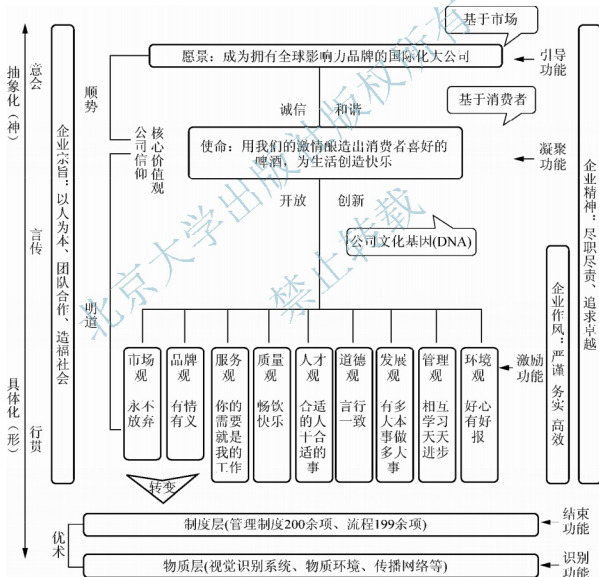 基于市场
愿景：成为拥有全球影响力品牌的国际化大公司
引导
功能
抽象化（神）
意会
言传
具体化（形）
行贯
企业宗旨：以人为本、团队合作、造福社会
顺势
核心价值观
公司信仰
明道
诚信 和谐
基于消费者
使命：用我们的激情酿造出消费者喜好的
啤酒，为生活创造快乐
凝聚
功能
开放 创新
公司文化基因(DNA)
企业精神：尽职尽责、追求卓越
企业作风：严谨 务实 高效
市场
观
永不
放弃
品牌
观
有情
有义
服务
观
你的
需要
就是
我的
工作
质量
观
畅饮
快乐
人才
观
合适
的人
十合
适的
事
道德
观
言行
一致
发展
观
有多
大本
事做
多大
事
管理
观
相互
学习
天天
进步
环境
观
好心
有好
报
激励
功能
转变
优术
制度层(管理制度200余项、流程199余项)
结束
功能
物质层(视觉识别系统、物质环境、传播网络等)
识别
功能
北京大学出版社版权所有
禁止转载